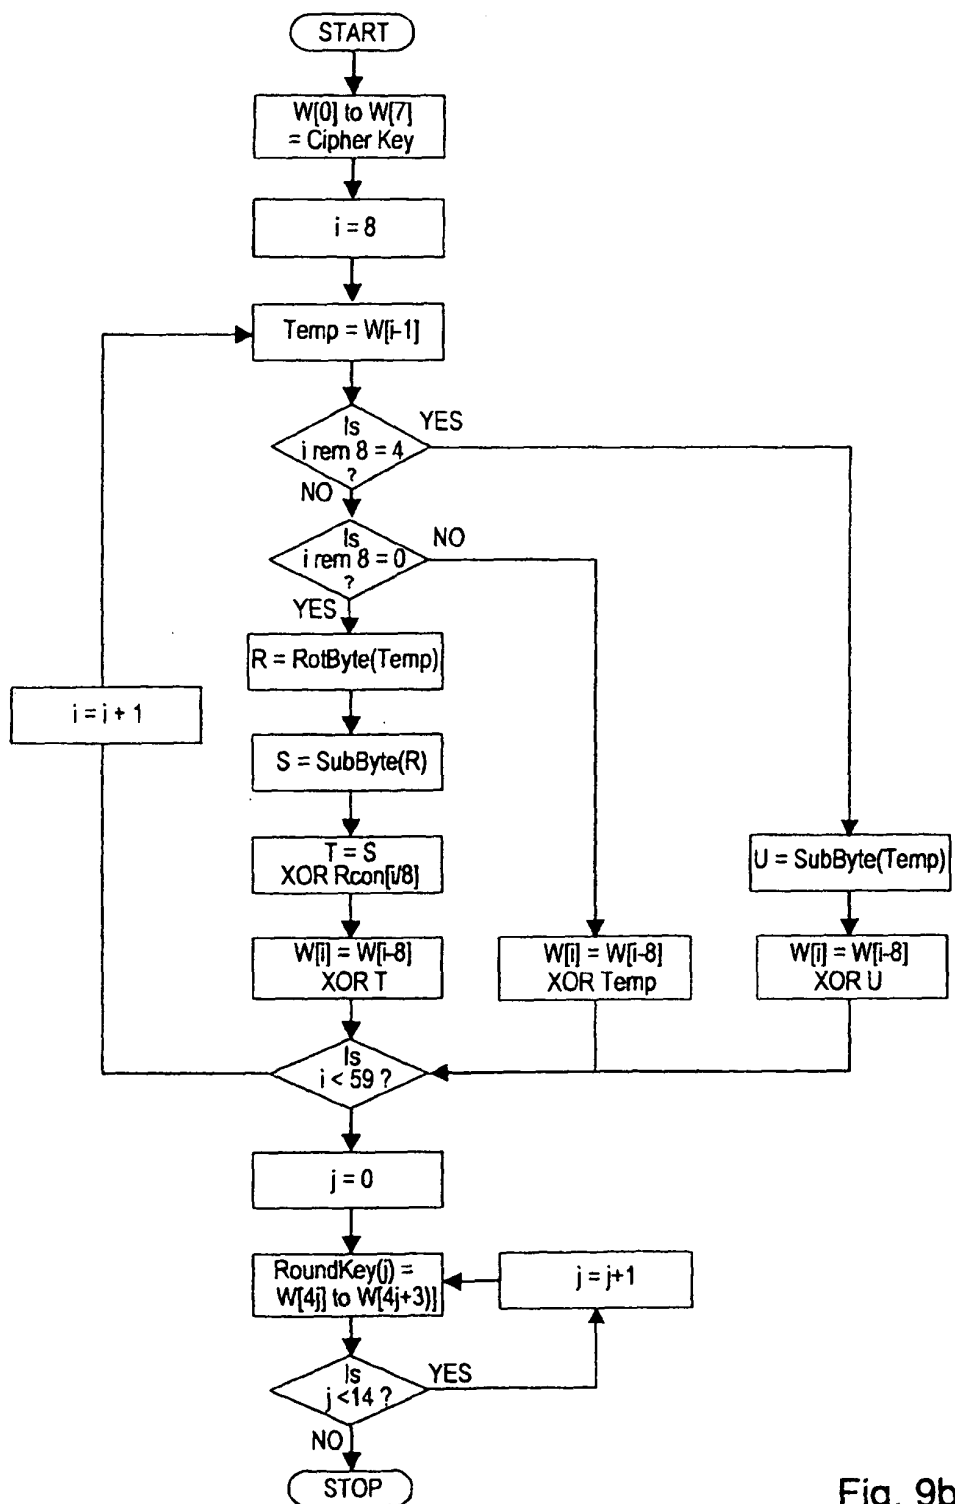 START
W[0] to W[7]
= Cipher Key
i = 8
Temp = W[i-1]
Is
i rem 8 = 4
?
YES
NO
Is
i rem 8 = 0
?
NO
YES
R = RotByte(Temp)
i = i + 1
S = SubByte(R)
T = S
XOR Rcon[i/8]
U = SubByte(Temp)
W[i] = W[i-8]
XOR T
W[i] = W[i-8]
XOR Temp
W[i] = W[i-8]
XOR U
Is
i < 59 ?
j = 0
RoundKey(j) =
W[4j] to W[4j+3)]
j = j+1
Is
j <14 ?
YES
NO
STOP
Fig. 9b